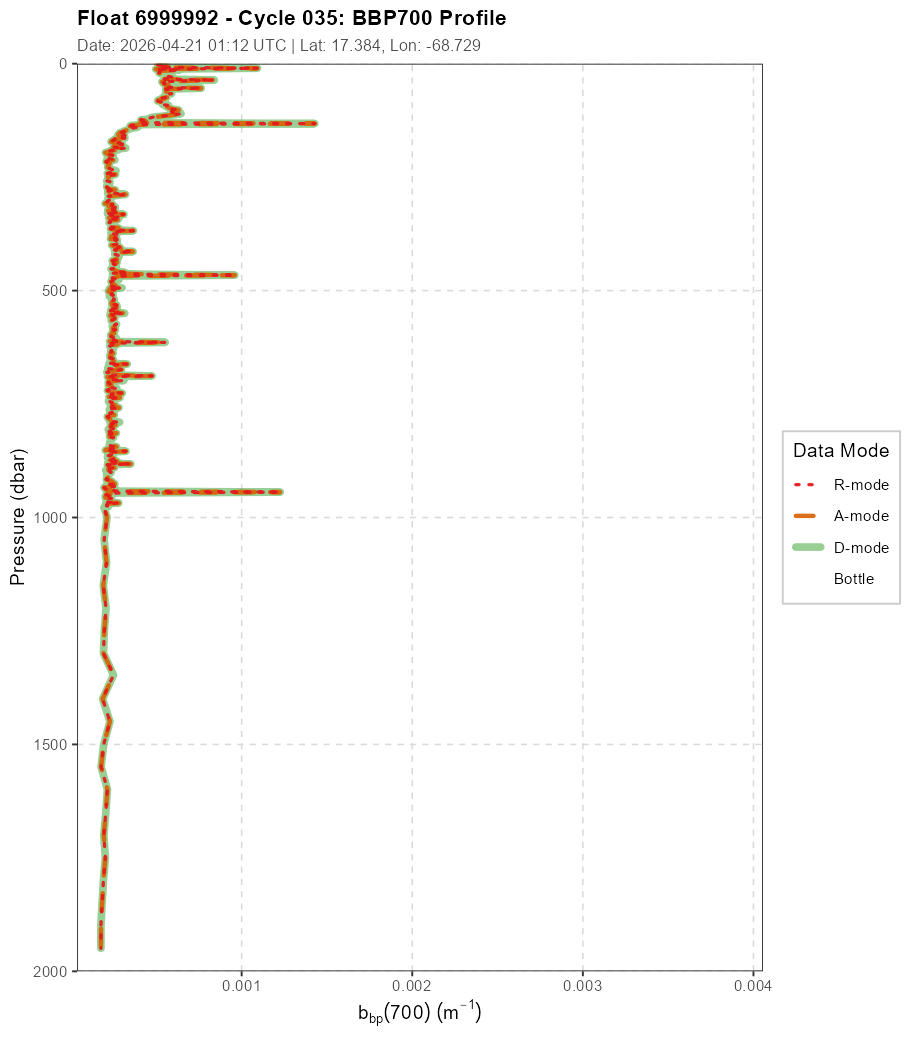 Float 6999992 - Cycle 035: BBP700 Profile
Date: 2026-04-21 01:12 UTC | Lat: 17.384, Lon: -68.729
0
500
1000
1500
2000
Pressure (dbar)
0.001
0.002
0.003
0.004
b_bp(700) (m⁻¹)
Data Mode
R-mode
A-mode
D-mode
Bottle